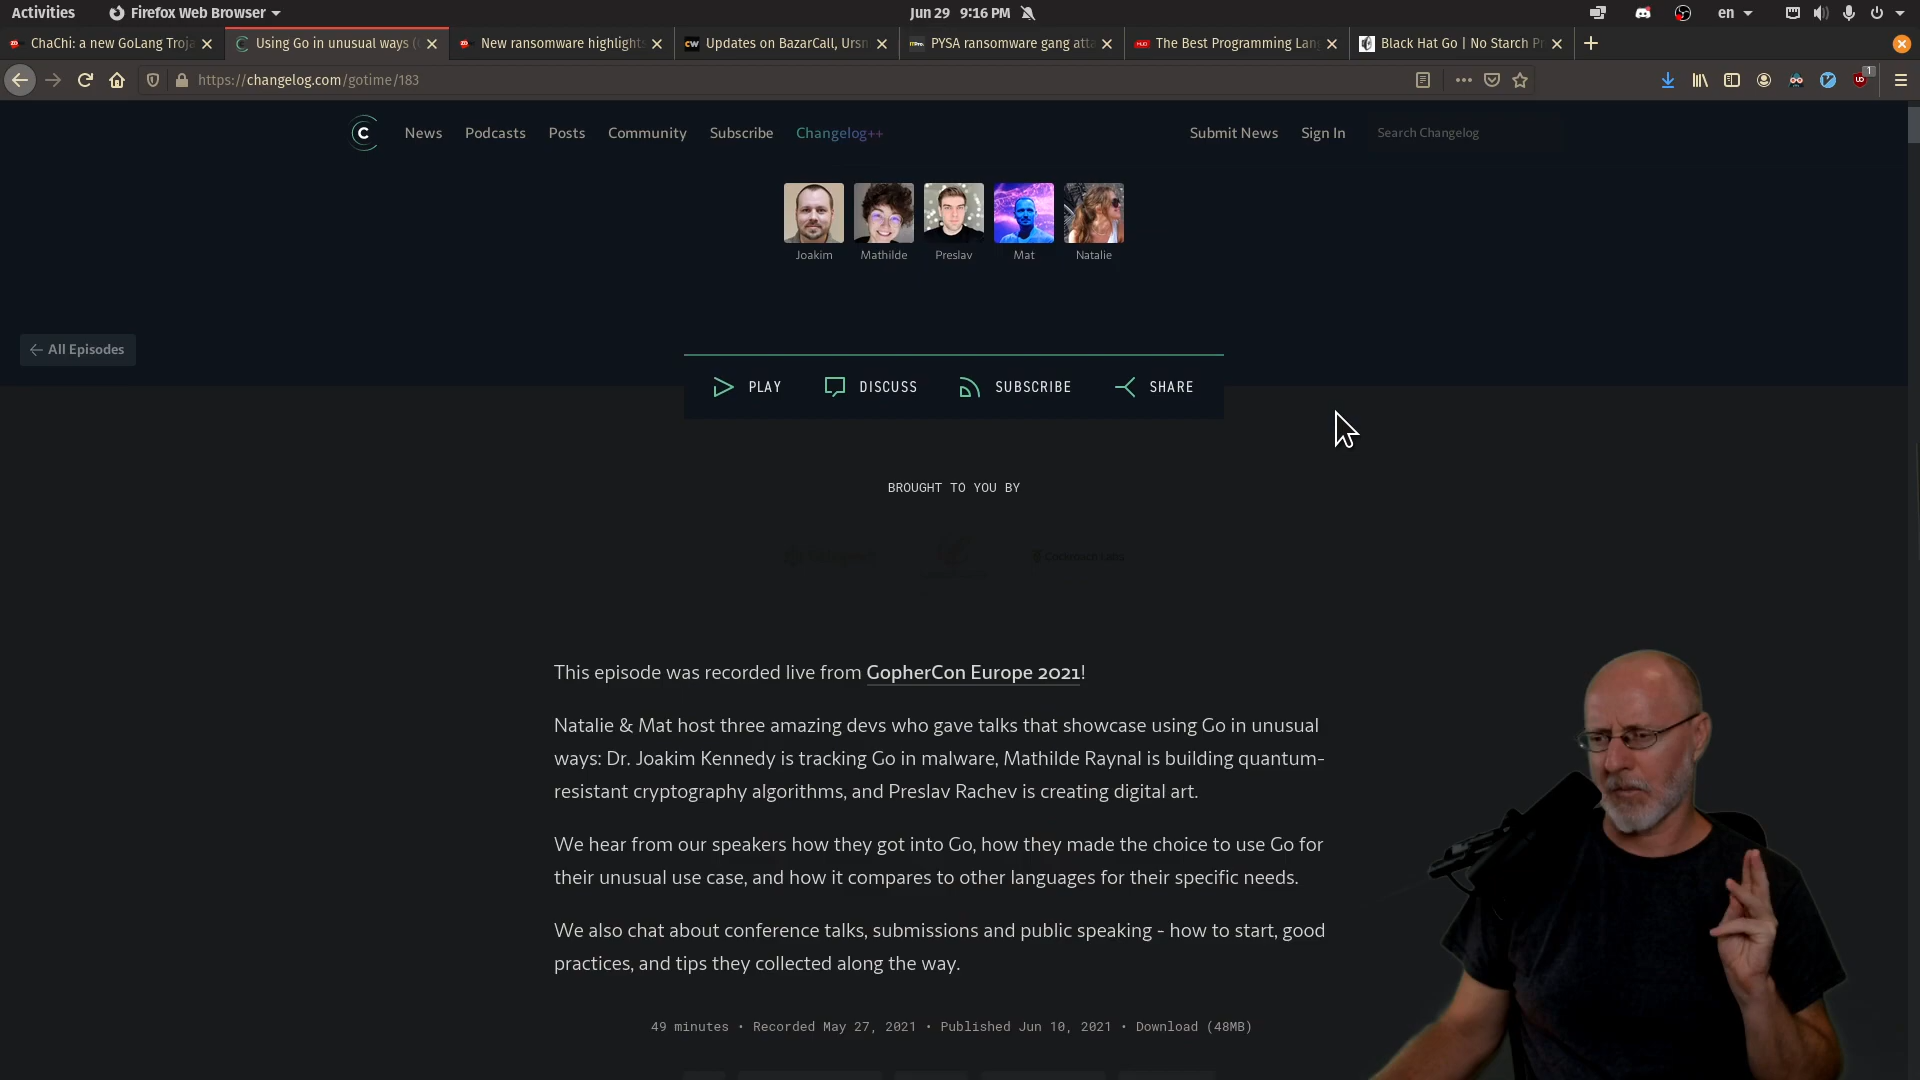 Activities
Firefox Web Browser
Jun 29 9:16 PM
en
ChaChi: a new GoLang Troja
Using Go in unusual ways (
New ransomware highlights
Updates on BazarCall, Ursn
PYSA ransomware gang atta
The Best Programming Lan
Black Hat Go | No Starch Pr
https://changelog.com/gotime/183
1
C
News
Podcasts
Posts
Community
Subscribe
Changelog++
Submit News
Sign In
Search Changelog
Joakim
Mathilde
Preslav
Mat
Natalie
← All Episodes
PLAY
DISCUSS
SUBSCRIBE
SHARE
BROUGHT TO YOU BY
This episode was recorded live from GopherCon Europe 2021!
Natalie & Mat host three amazing devs who gave talks that showcase using Go in unusual
ways: Dr. Joakim Kennedy is tracking Go in malware, Mathilde Raynal is building quantum-
resistant cryptography algorithms, and Preslav Rachev is creating digital art.
We hear from our speakers how they got into Go, how they made the choice to use Go for
their unusual use case, and how it compares to other languages for their specific needs.
We also chat about conference talks, submissions and public speaking - how to start, good
practices, and tips they collected along the way.
49 minutes • Recorded May 27, 2021 • Published Jun 10, 2021 • Download (48MB)